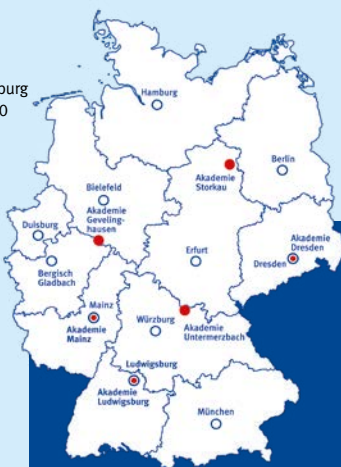 burg
0
Hamburg
Akademie
Storkau
Berlin
Bielefeld
Akademie
Geveling-
hausen
Duisburg
Bergisch
Gladbach
Erfurt
Akademie
Dresden
Dresden
Mainz
Akademie
Mainz
Würzburg
Akademie
Untermerzbach
Ludwigsburg
Akademie
Ludwigsburg
München